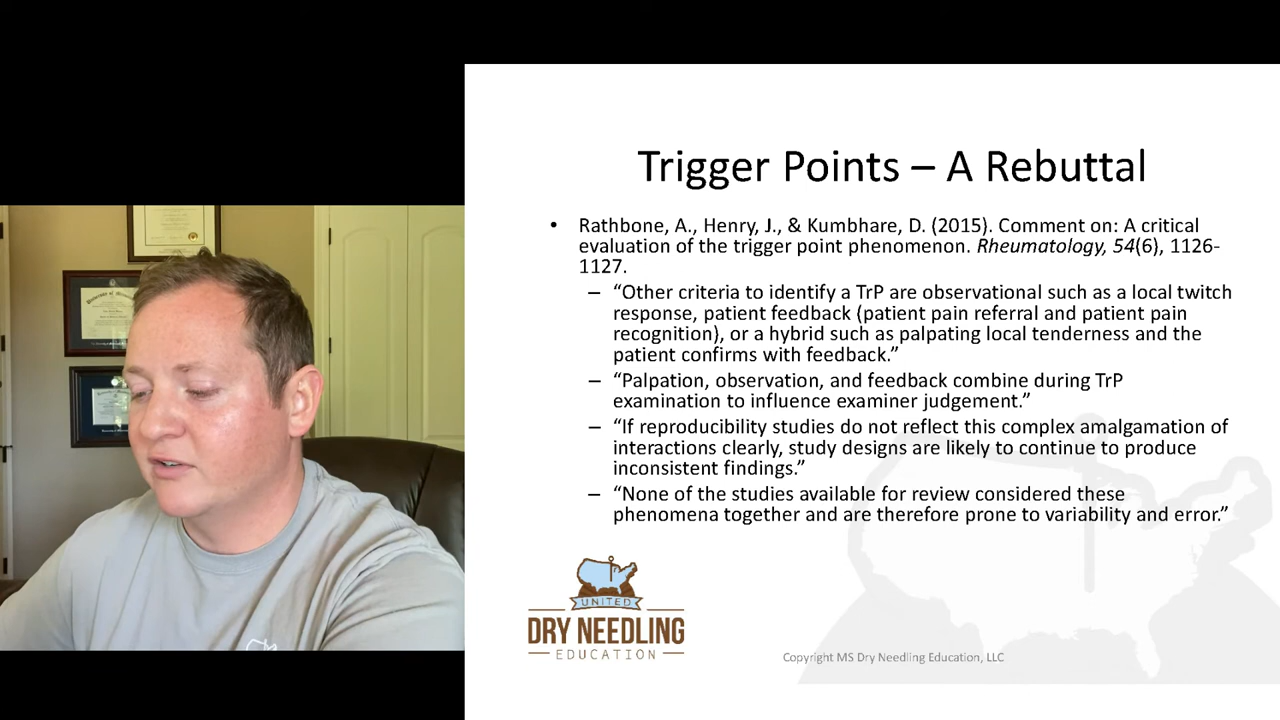 Trigger Points – A Rebuttal
• Rathbone, A., Henry, J., & Kumbhare, D. (2015). Comment on: A critical
evaluation of the trigger point phenomenon. Rheumatology, 54(6), 1126-
1127.
– “Other criteria to identify a TrP are observational such as a local twitch
response, patient feedback (patient pain referral and patient pain
recognition), or a hybrid such as palpating local tenderness and the
patient confirms with feedback.”
– “Palpation, observation, and feedback combine during TrP
examination to influence examiner judgement.”
– “If reproducibility studies do not reflect this complex amalgamation of
interactions clearly, study designs are likely to continue to produce
inconsistent findings.”
– “None of the studies available for review considered these
phenomena together and are therefore prone to variability and error.”
UNITED
DRY NEEDLING
EDUCATION
Copyright MS Dry Needling Education, LLC